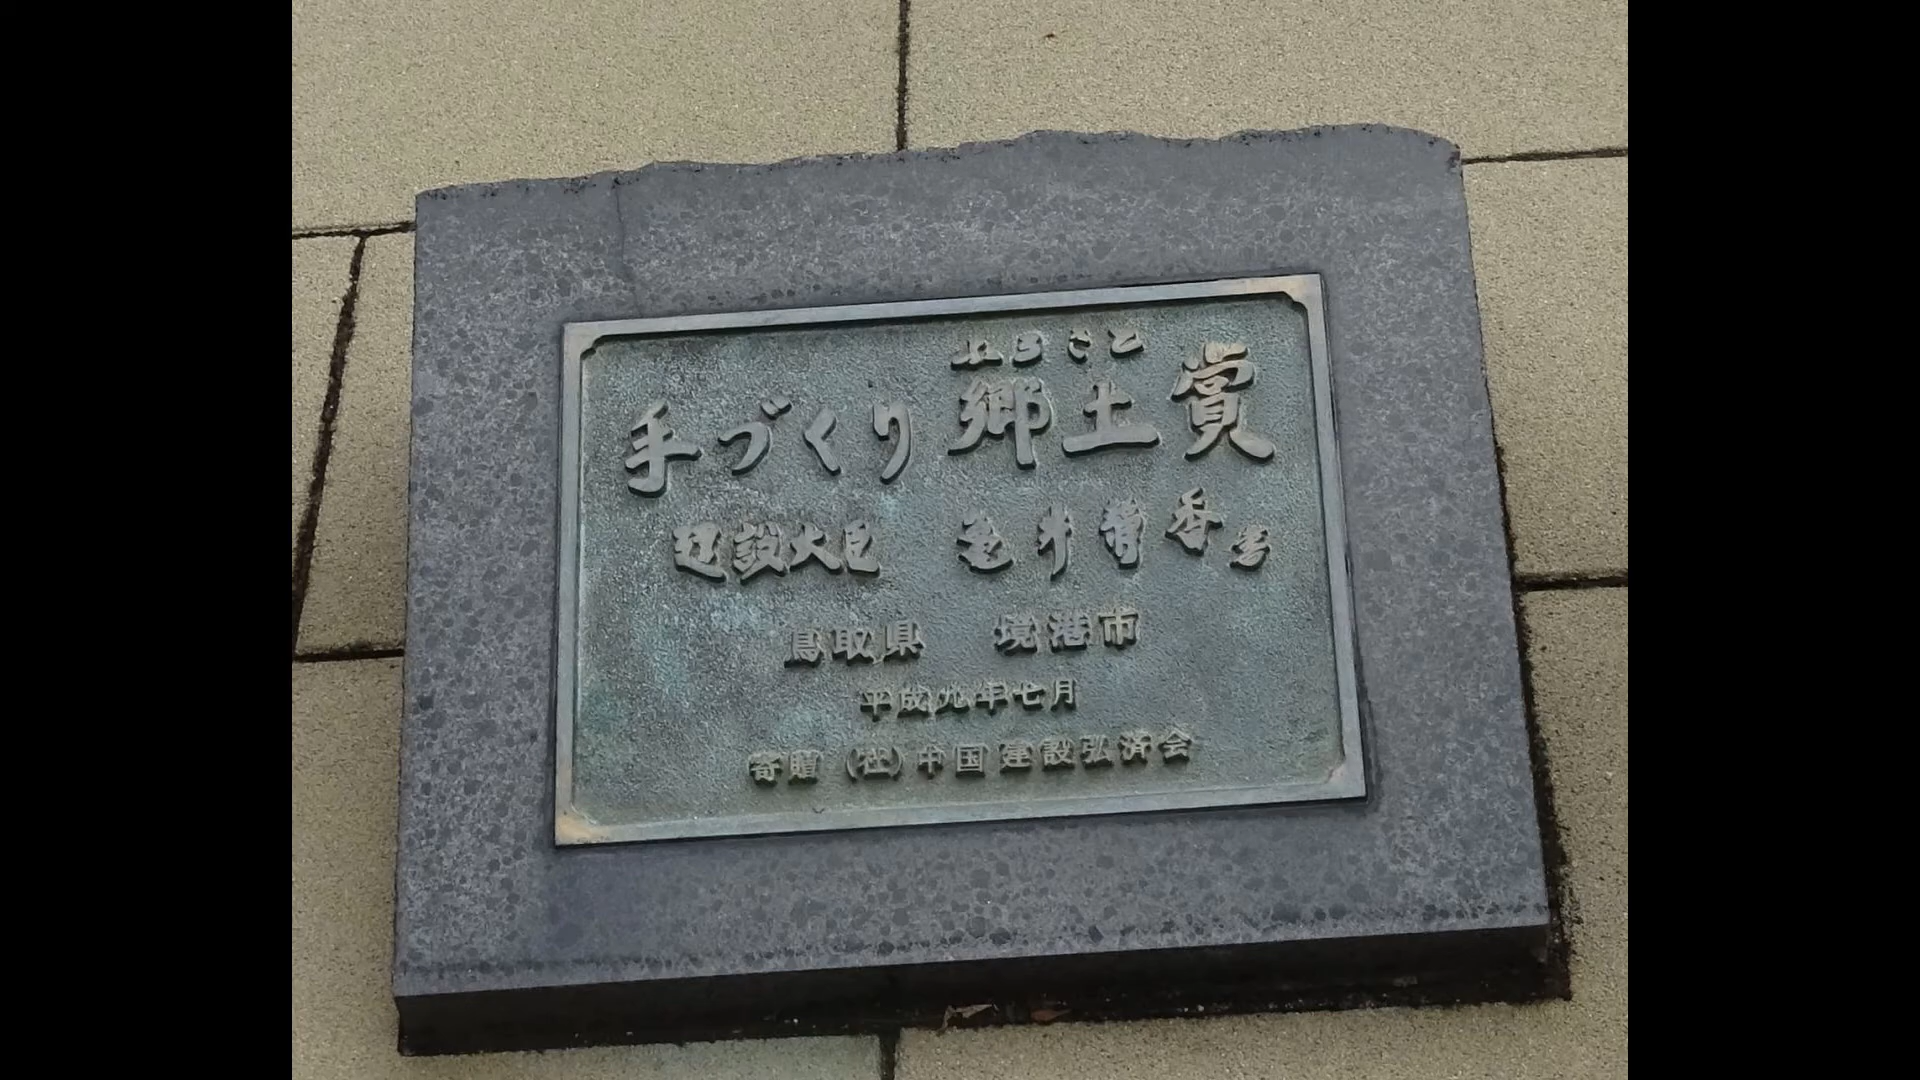 ふるさと
手づくり郷土賞
建設大臣 亀井静香書
鳥取県 境港市
平成九年七月
寄贈 (社)中国建設弘済会